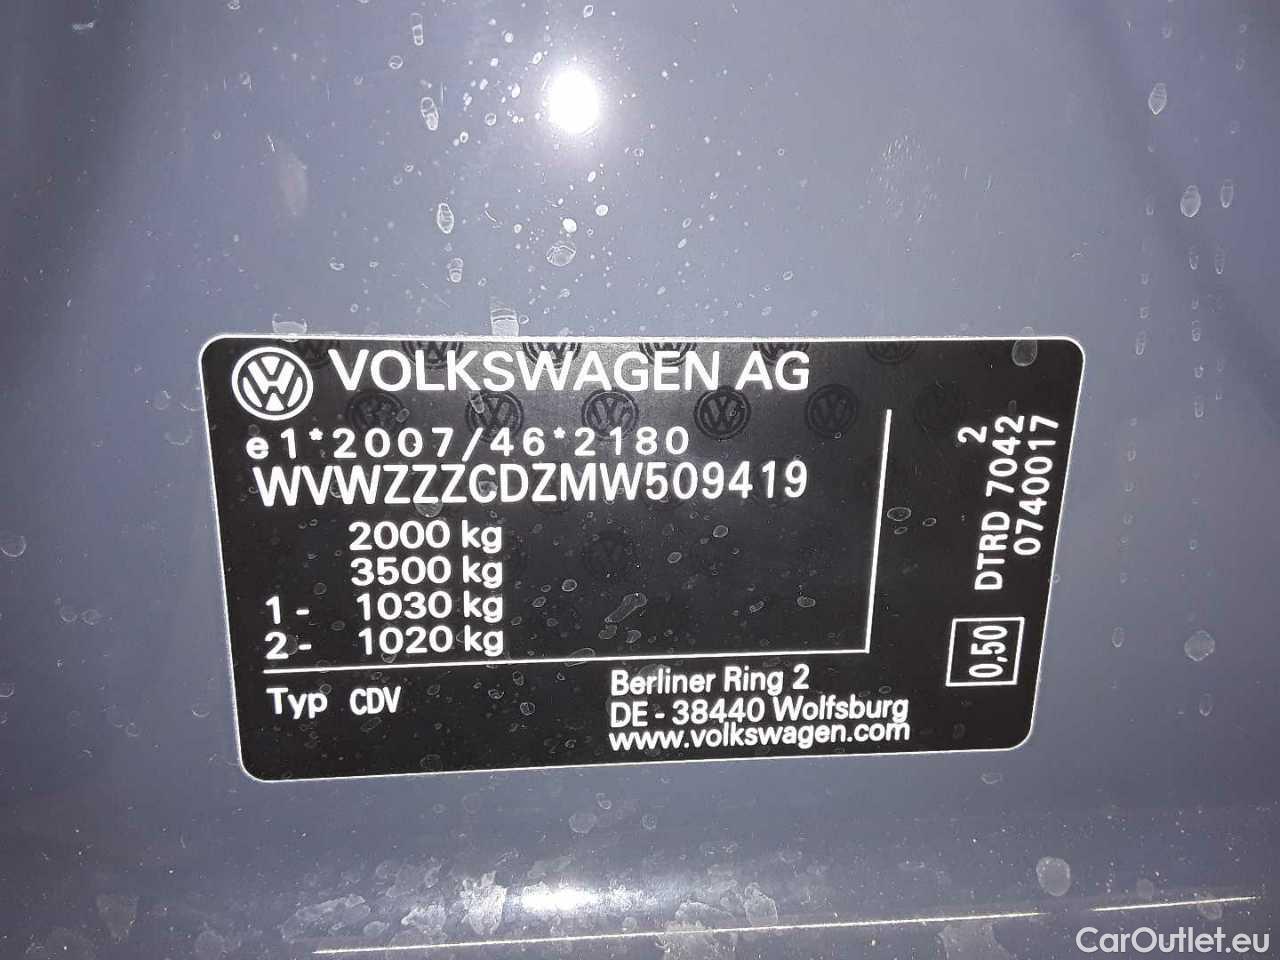 VOLKSWAGEN AG
e1*2007/46*2180
WVWZZZCDZMW509419
2000 kg
3500 kg
1- 1030 kg
2- 1020 kg
Typ CDV
Berliner Ring 2
DE - 38440 Wolfsburg
www.volkswagen.com
2
DTRD 7042
0740017
0,50
CarOutlet.eu